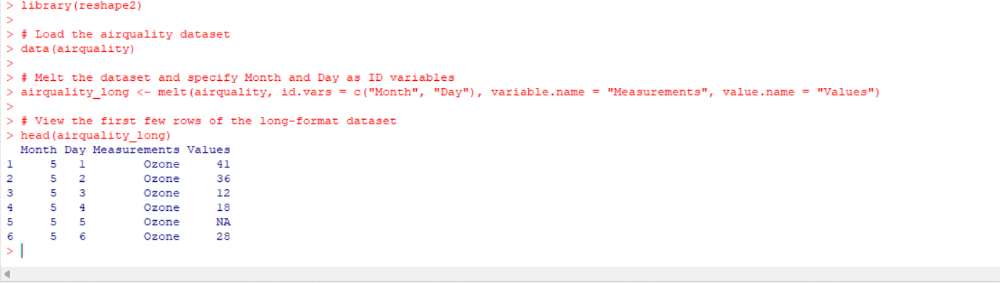 > library(reshape2)
>
> # Load the airquality dataset
> data(airquality)
>
> # Melt the dataset and specify Month and Day as ID variables
> airquality_long <- melt(airquality, id.vars = c("Month", "Day"), variable.name = "Measurements", value.name = "Values")
>
> # View the first few rows of the long-format dataset
> head(airquality_long)
  Month Day Measurements Values
1     5   1        Ozone     41
2     5   2        Ozone     36
3     5   3        Ozone     12
4     5   4        Ozone     18
5     5   5        Ozone     NA
6     5   6        Ozone     28
>